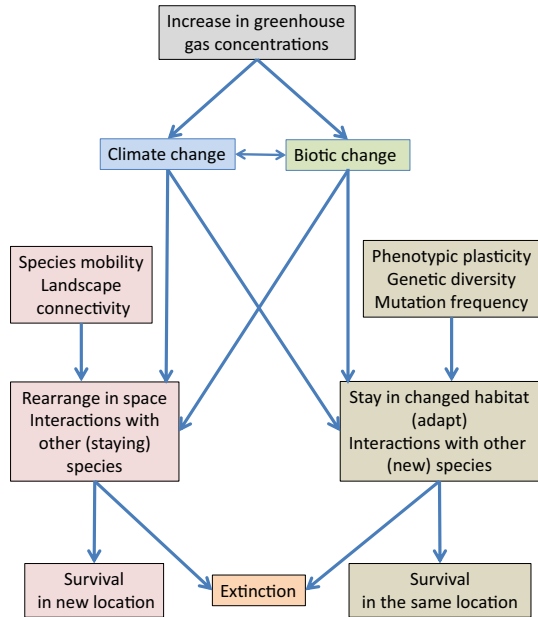 Increase in greenhouse
gas concentrations
Climate change
Biotic change
Species mobility
Landscape
connectivity
Phenotypic plasticity
Genetic diversity
Mutation frequency
Rearrange in space
Interactions with
other (staying)
species
Stay in changed habitat
(adapt)
Interactions with other
(new) species
Survival
in new location
Extinction
Survival
in the same location